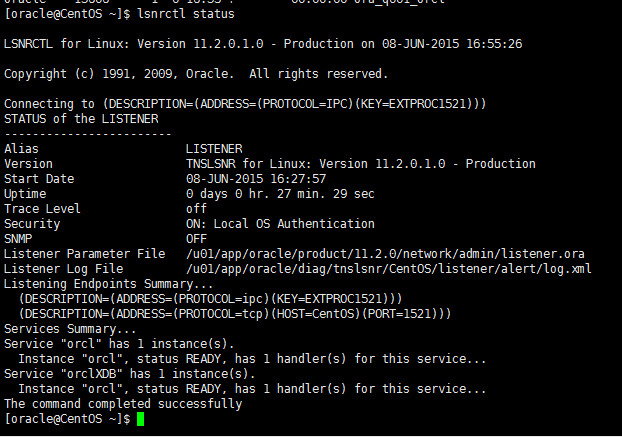 [oracle@CentOS ~]$ lsnrctl status
LSNRCTL for Linux: Version 11.2.0.1.0 - Production on 08-JUN-2015 16:55:26
Copyright (c) 1991, 2009, Oracle.  All rights reserved.
Connecting to (DESCRIPTION=(ADDRESS=(PROTOCOL=IPC)(KEY=EXTPROC1521)))
STATUS of the LISTENER
------------------------
Alias                     LISTENER
Version                   TNSLSNR for Linux: Version 11.2.0.1.0 - Production
Start Date                08-JUN-2015 16:27:57
Uptime                    0 days 0 hr. 27 min. 29 sec
Trace Level               off
Security                  ON: Local OS Authentication
SNMP                      OFF
Listener Parameter File   /u01/app/oracle/product/11.2.0/network/admin/listener.ora
Listener Log File         /u01/app/oracle/diag/tnslsnr/CentOS/listener/alert/log.xml
Listening Endpoints Summary...
  (DESCRIPTION=(ADDRESS=(PROTOCOL=ipc)(KEY=EXTPROC1521)))
  (DESCRIPTION=(ADDRESS=(PROTOCOL=tcp)(HOST=CentOS)(PORT=1521)))
Services Summary...
Service "orcl" has 1 instance(s).
  Instance "orcl", status READY, has 1 handler(s) for this service...
Service "orclXDB" has 1 instance(s).
  Instance "orcl", status READY, has 1 handler(s) for this service...
The command completed successfully
[oracle@CentOS ~]$